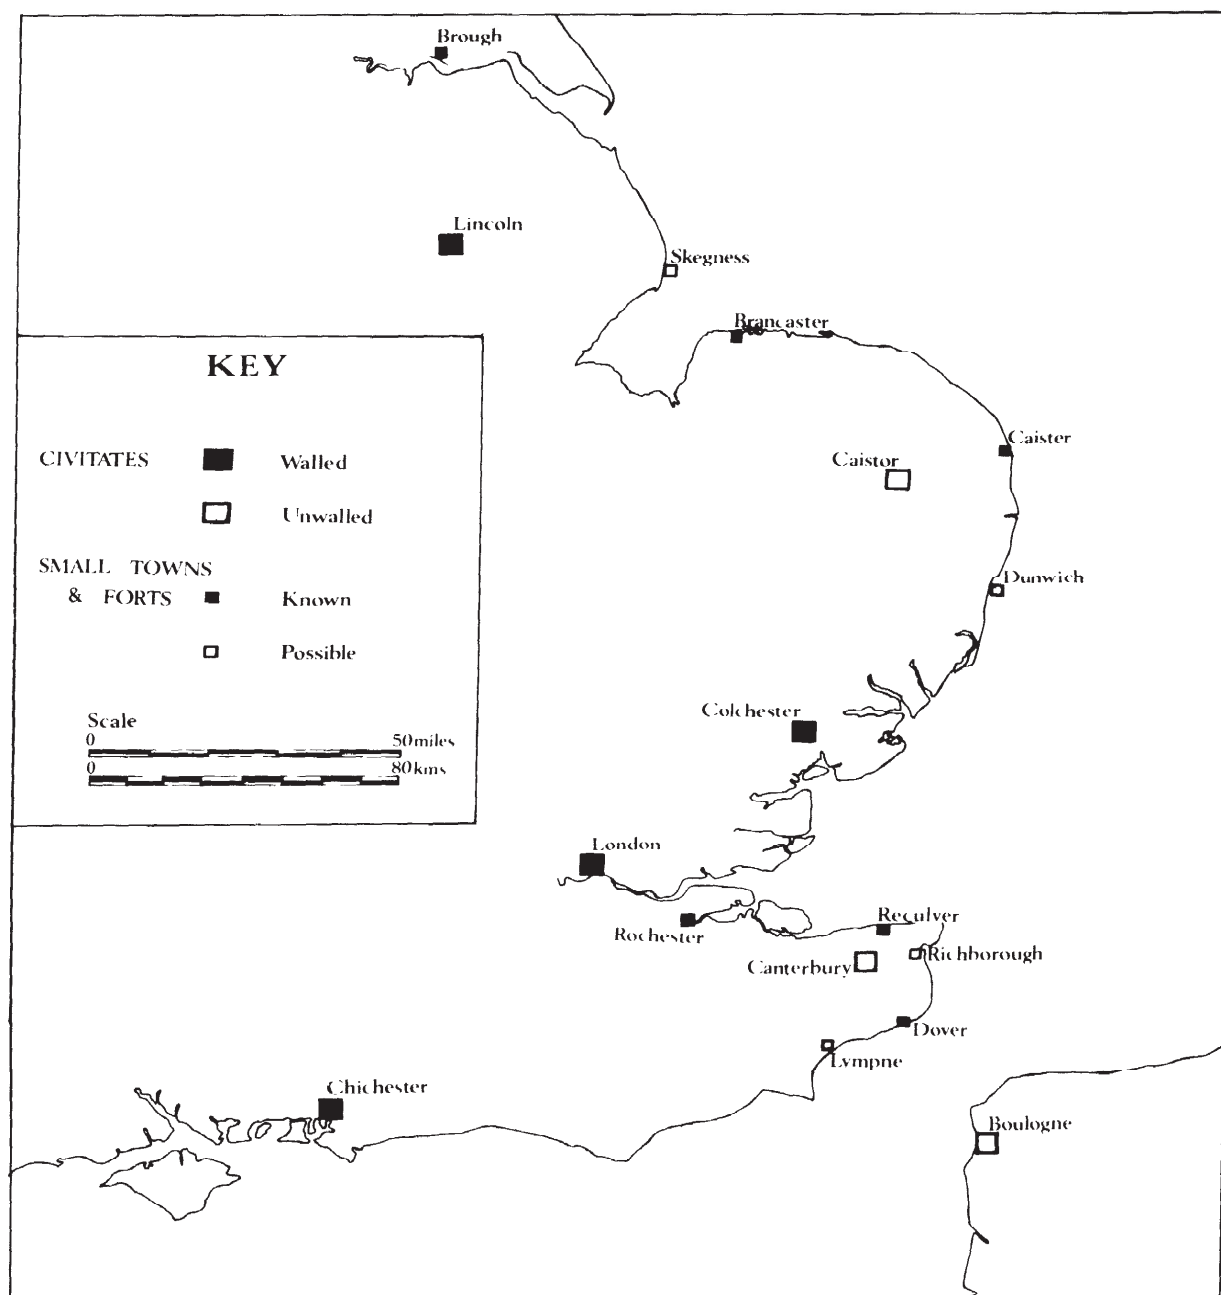 Brough
Lincoln
Skegness
Brancaster
KEY
Caister
CIVITATES
Walled
Caistor
Unwalled
SMALL TOWNS
& FORTS
Known
Dunwich
Possible
Colchester
Scale
0 50miles
0 80kms
London
Reculver
Rochester
Richborough
Canterbury
Dover
Lympne
Chichester
Boulogne